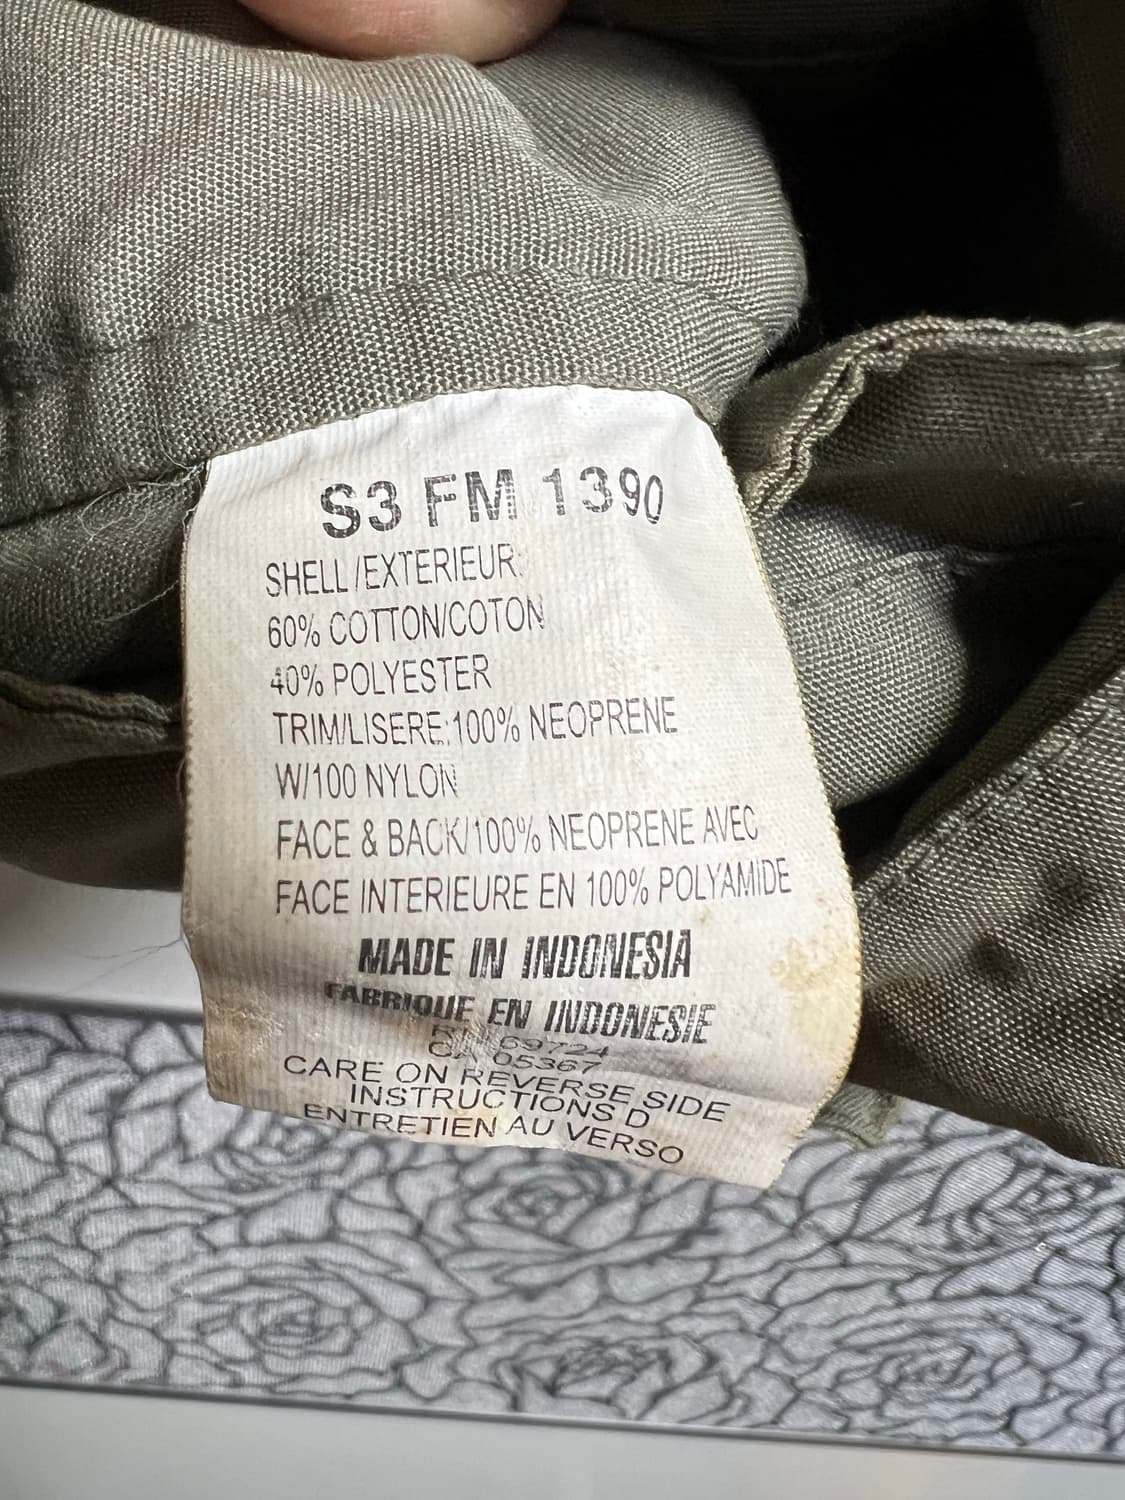 S3 FM 1390
SHELL/EXTERIEUR:
60% COTTON/COTON
40% POLYESTER
TRIM/LISERE:100% NEOPRENE
W/100 NYLON
FACE & BACK/100% NEOPRENE AVEC
FACE INTERIEURE EN 100% POLYAMIDE
MADE IN INDONESIA
FABRIQUE EN INDONESIE
69724
CA 05367
CARE ON REVERSE SIDE
INSTRUCTIONS D
ENTRETIEN AU VERSO